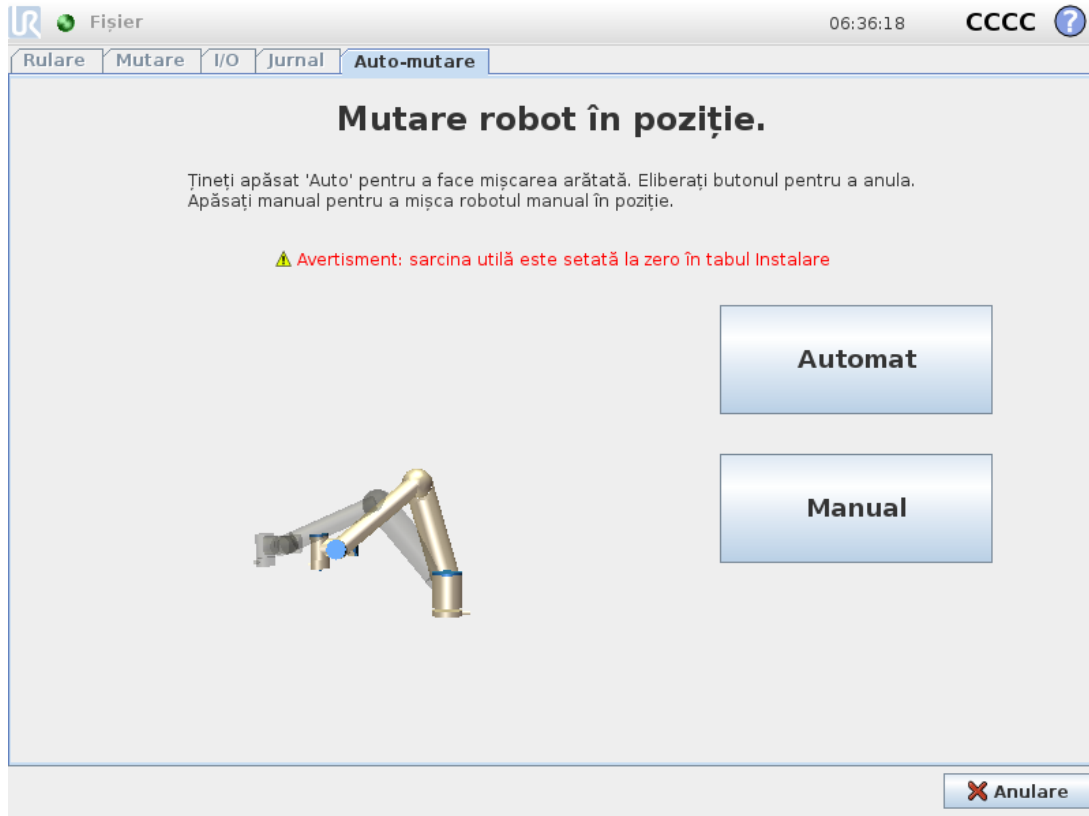 UR Fișier 06:36:18 CCCC ?
Rulare Mutare I/O Jurnal Auto-mutare
Mutare robot în poziție.
Țineți apăsat 'Auto' pentru a face mișcarea arătată. Eliberați butonul pentru a anula.
Apăsați manual pentru a mișca robotul manual în poziție.
Avertisment: sarcina utilă este setată la zero în tabul Instalare
Automat
Manual
Anulare